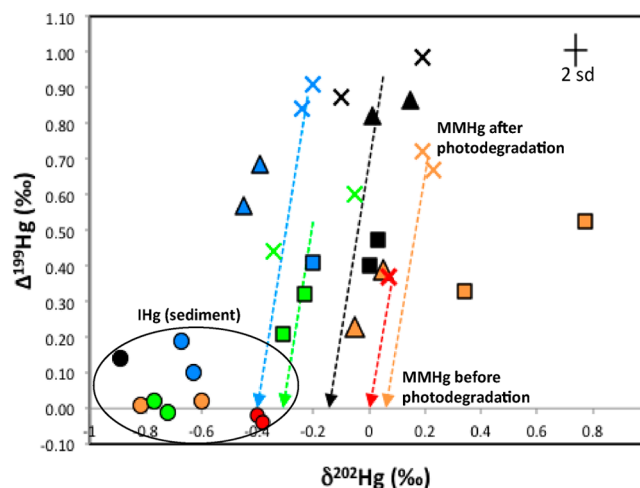 1.10
1.00
0.90
0.80
0.70
0.60
0.50
0.40
0.30
0.20
0.10
0.00
-0.10
Δ¹⁹⁹Hg (‰)
2 sd
MMHg after
photodegradation
IHg (sediment)
MMHg before
photodegradation
-1 -0.8 -0.6 -0.4 -0.2 0 0.2 0.4 0.6 0.8
δ²⁰²Hg (‰)